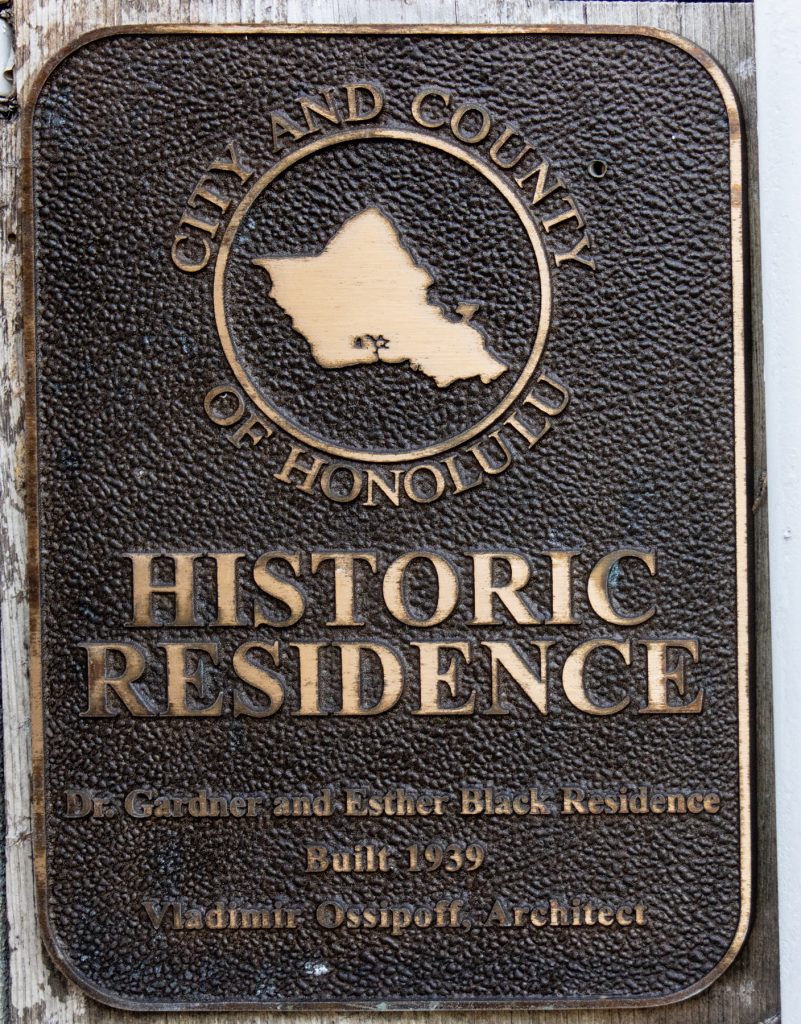 CITY AND COUNTY
OF HONOLULU
HISTORIC
RESIDENCE
Dr. Gardner and Esther Black Residence
Built 1939
Vladimir Ossipoff, Architect